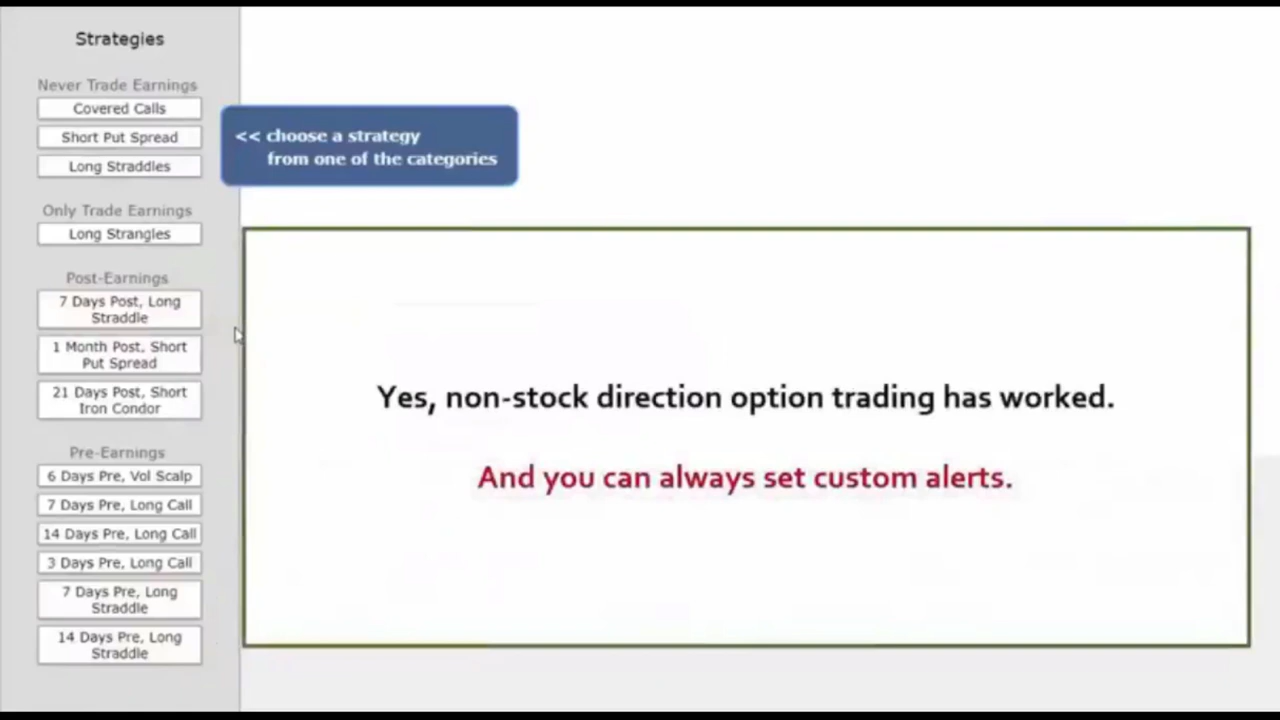 Strategies
Never Trade Earnings
Covered Calls
Short Put Spread
Long Straddles
<< choose a strategy
from one of the categories
Only Trade Earnings
Long Strangles
Post-Earnings
7 Days Post, Long
Straddle
1 Month Post, Short
Put Spread
21 Days Post, Short
Iron Condor
Pre-Earnings
6 Days Pre, Vol Scalp
7 Days Pre, Long Call
14 Days Pre, Long Call
3 Days Pre, Long Call
7 Days Pre, Long
Straddle
14 Days Pre, Long
Straddle
Yes, non-stock direction option trading has worked.
And you can always set custom alerts.